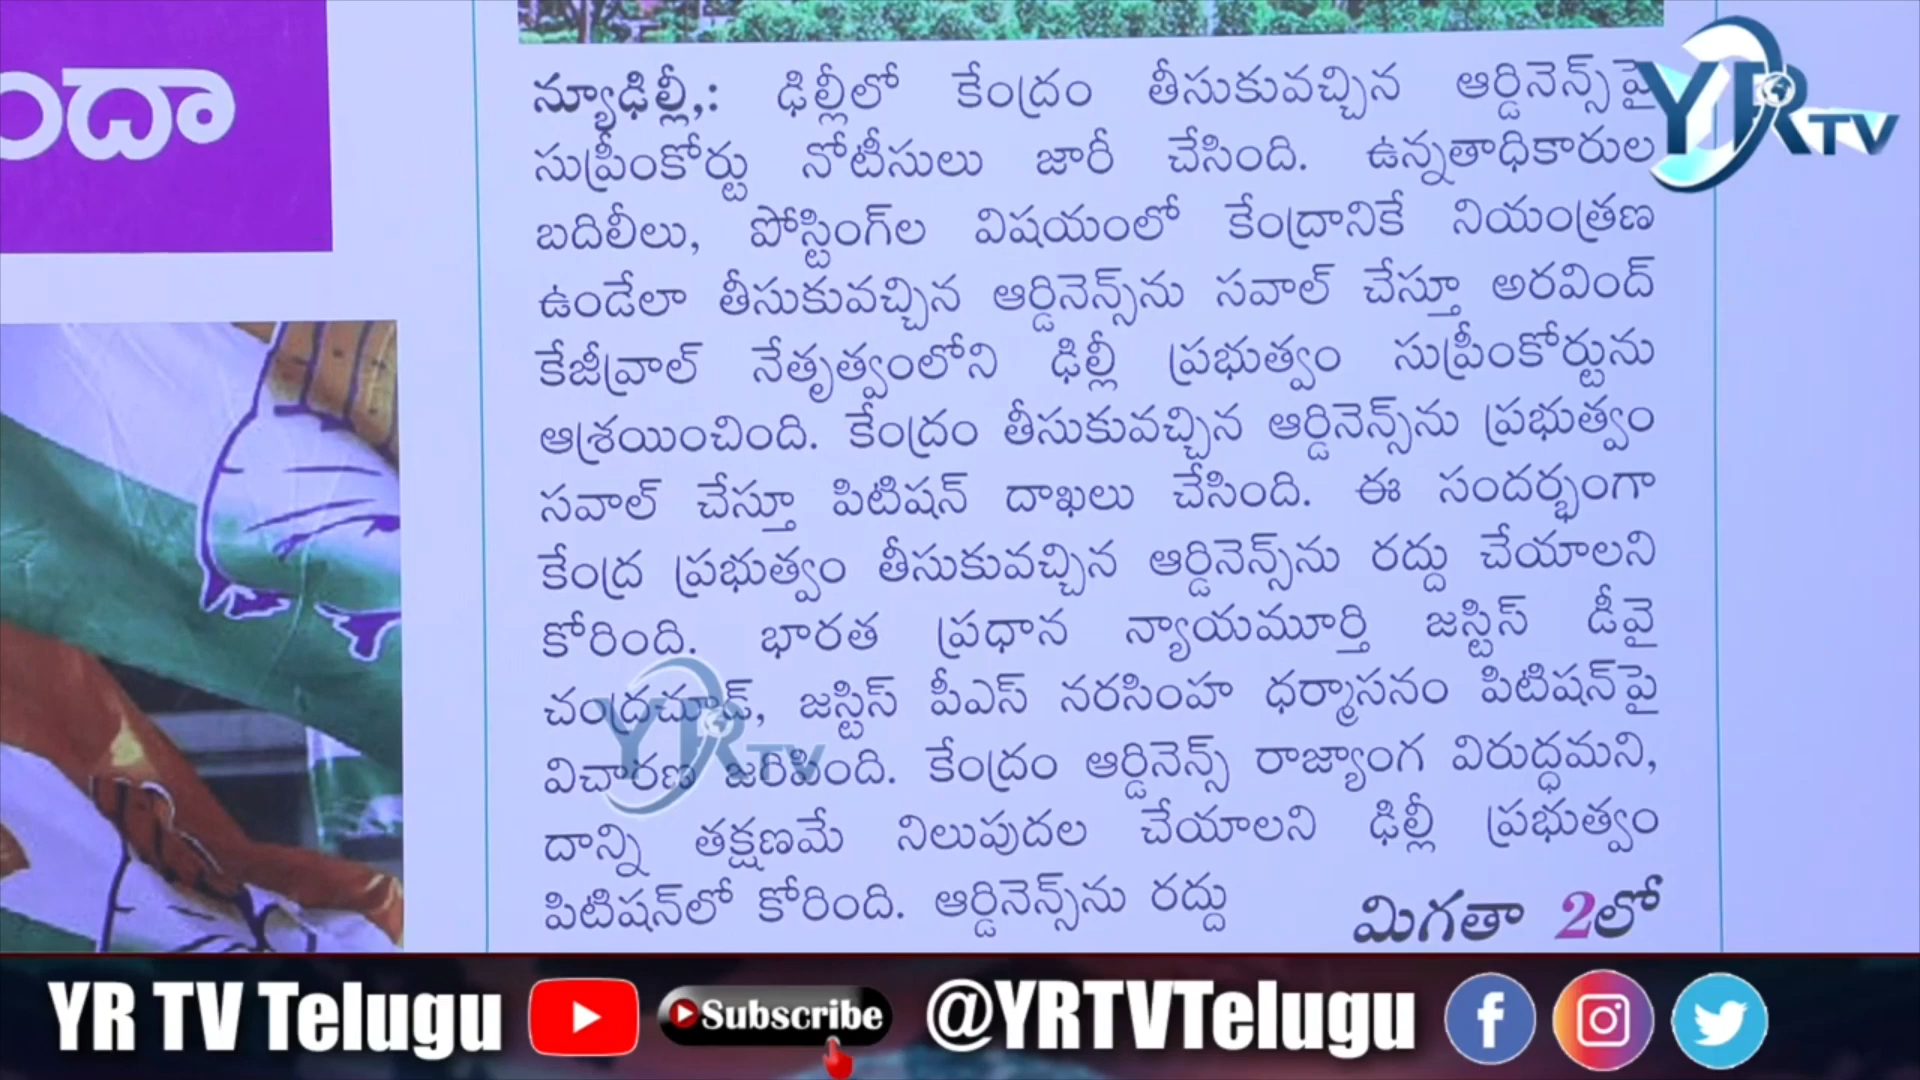 ందా
న్యూఢిల్లీ,: ఢిల్లీలో కేంద్రం తీసుకువచ్చిన ఆర్డినెన్స్‌పై
సుప్రీంకోర్టు నోటీసులు జారీ చేసింది. ఉన్నతాధికారుల
బదిలీలు, పోస్టింగ్‌ల విషయంలో కేంద్రానికే నియంత్రణ
ఉండేలా తీసుకువచ్చిన ఆర్డినెన్స్‌ను సవాల్ చేస్తూ అరవింద్
కేజ్రీవాల్ నేతృత్వంలోని ఢిల్లీ ప్రభుత్వం సుప్రీంకోర్టును
ఆశ్రయించింది. కేంద్రం తీసుకువచ్చిన ఆర్డినెన్స్‌ను ప్రభుత్వం
సవాల్ చేస్తూ పిటిషన్ దాఖలు చేసింది. ఈ సందర్భంగా
కేంద్ర ప్రభుత్వం తీసుకువచ్చిన ఆర్డినెన్స్‌ను రద్దు చేయాలని
కోరింది. భారత ప్రధాన న్యాయమూర్తి జస్టిస్ డీవై
చంద్రచూడ్, జస్టిస్ పీఎస్ నరసింహ ధర్మాసనం పిటిషన్‌పై
విచారణ జరిపింది. కేంద్రం ఆర్డినెన్స్ రాజ్యాంగ విరుద్ధమని,
దాన్ని తక్షణమే నిలుపుదల చేయాలని ఢిల్లీ ప్రభుత్వం
పిటిషన్‌లో కోరింది. ఆర్డినెన్స్‌ను రద్దు
మిగతా 2లో
YR TV
YR TV
YR TV Telugu Subscribe @YRTVTelugu